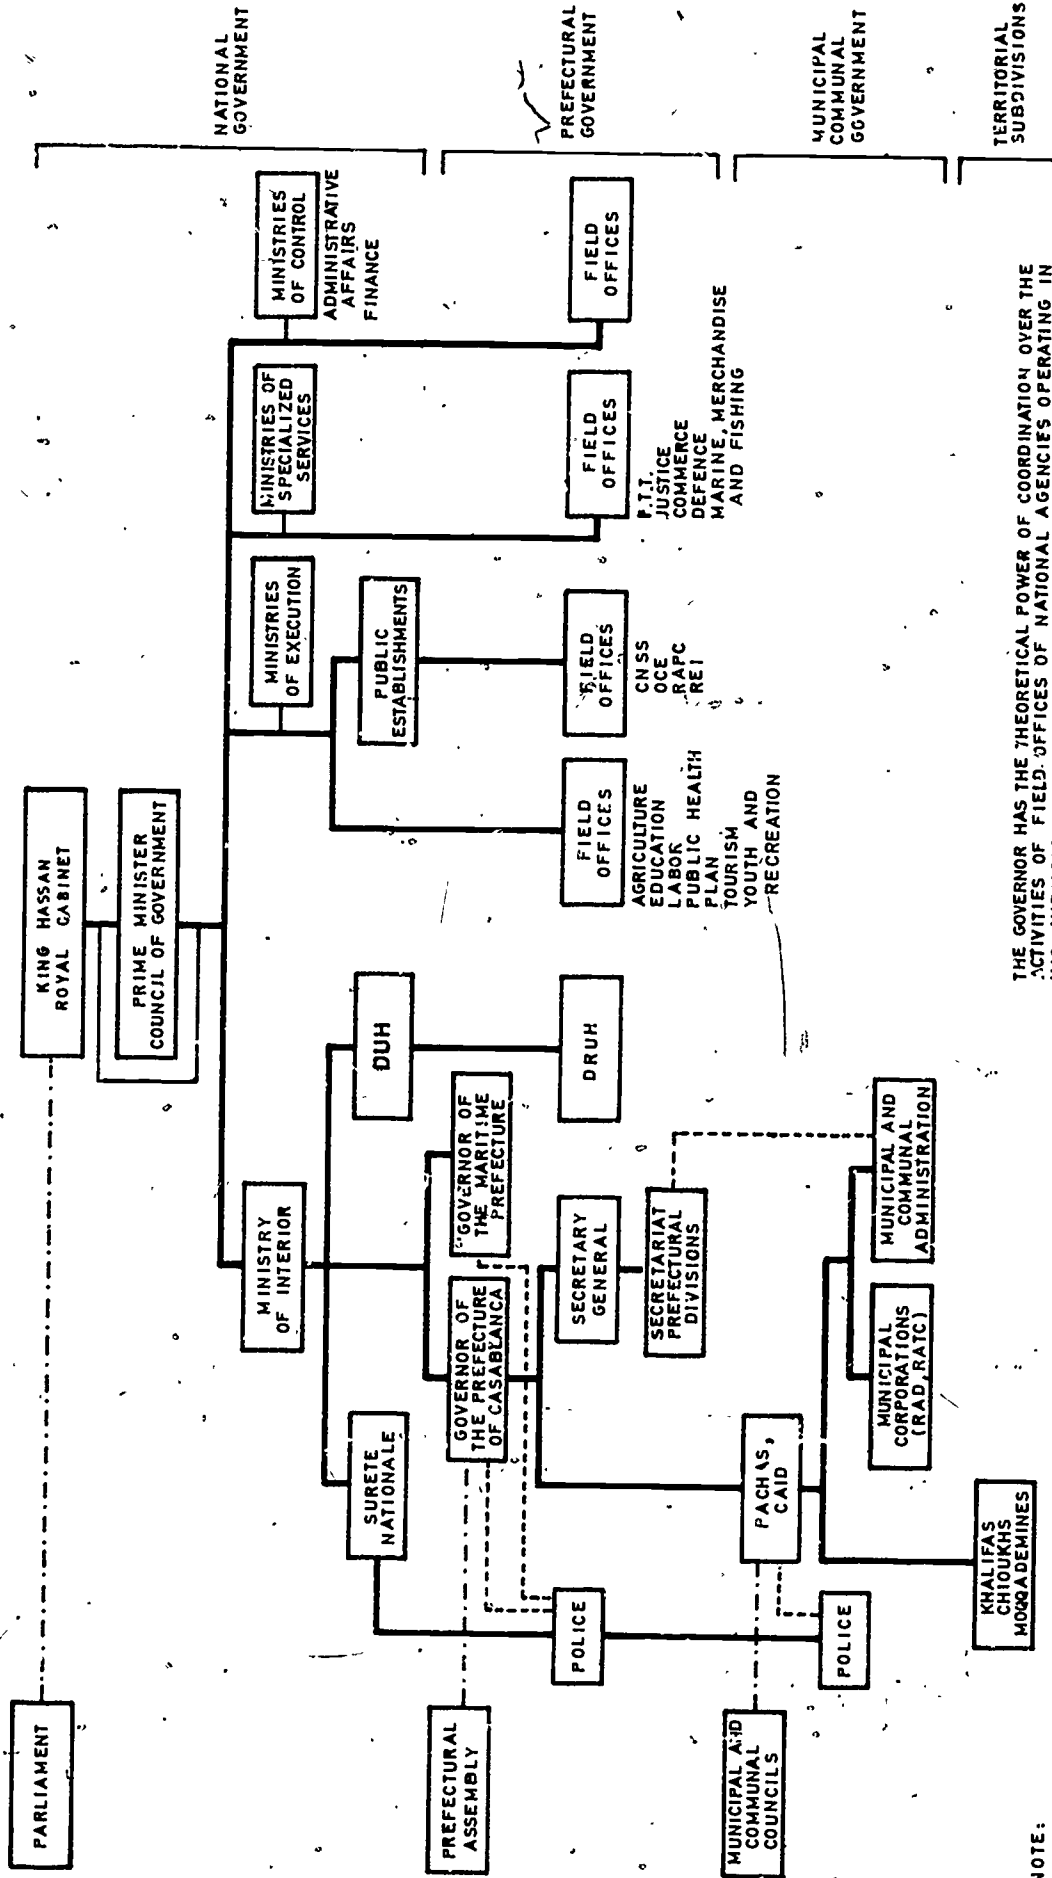 PARLIAMENT
KING HASSAN
ROYAL CABINET
PRIME MINISTER
COUNCIL OF GOVERNMENT
NATIONAL
GOVERNMENT
MINISTRY
OF INTERIOR
MINISTRIES
OF EXECUTION
MINISTRIES OF
SPECIALIZED
SERVICES
MINISTRIES
OF CONTROL
ADMINISTRATIVE
AFFAIRS
FINANCE
SURETE
NATIONALE
DUH
PUBLIC
ESTABLISHMENTS
PREFECTURAL
ASSEMBLY
GOVERNOR OF
THE PREFECTURE
OF CASABLANCA
GOVERNOR OF
THE MARITIME
PREFECTURE
PREFECTURAL
GOVERNMENT
POLICE
SECRETARY
GENERAL
DRUH
FIELD
OFFICES
AGRICULTURE
EDUCATION
LABOR
PUBLIC HEALTH
PLAN
TOURISM
YOUTH AND
RECREATION
FIELD
OFFICES
CNSS
OCE
RAPC
REI
FIELD
OFFICES
P.T.T.
JUSTICE
COMMERCE
DEFENCE
MARINE, MERCHANDISE
AND FISHING
FIELD
OFFICES
SECRETARIAT
PREFECTURAL
DIVISIONS
MUNICIPAL AND
COMMUNAL
COUNCILS
PACHAS,
CAID
MUNICIPAL
COMMUNAL
GOVERNMENT
POLICE
MUNICIPAL
CORPORATIONS
(RAD, RATC)
MUNICIPAL AND
COMMUNAL
ADMINISTRATION
KHALIFAS
CHIOUKHS
MOQQADEMINES
TERRITORIAL
SUBDIVISIONS
NOTE:
THE GOVERNOR HAS THE THEORETICAL POWER OF COORDINATION OVER THE
ACTIVITIES OF FIELD OFFICES OF NATIONAL AGENCIES OPERATING IN